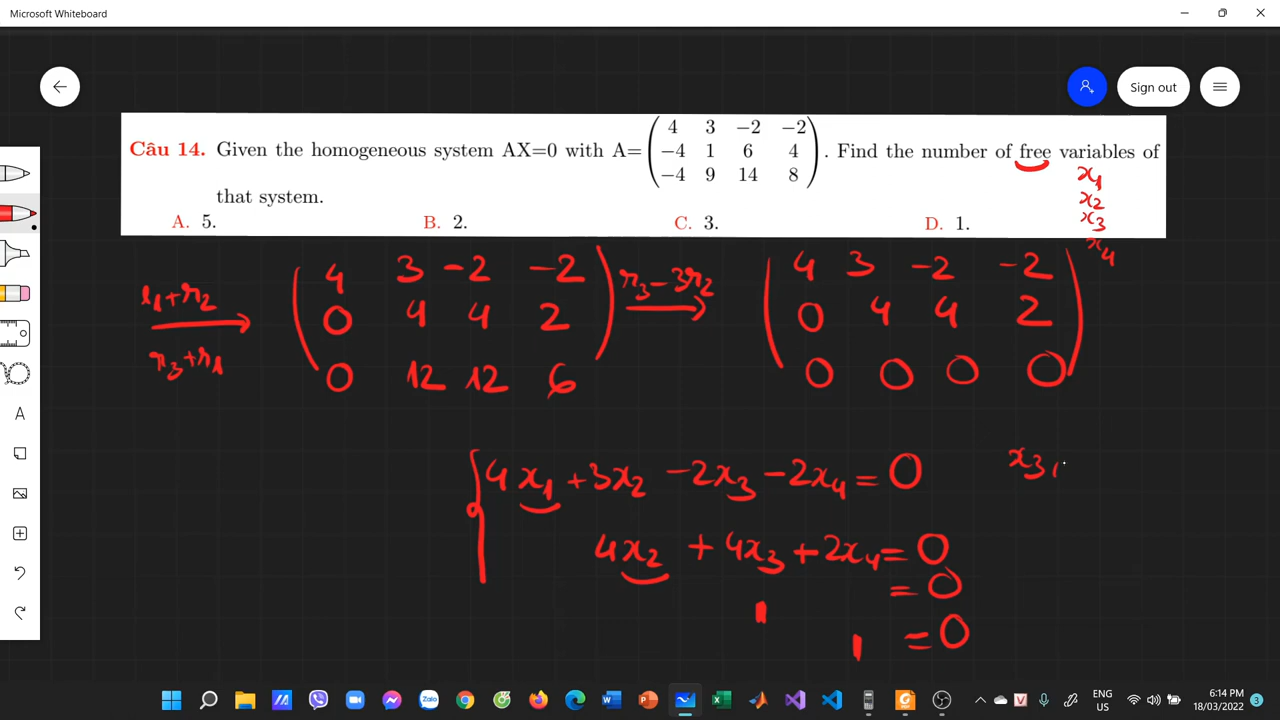 Microsoft Whiteboard
Sign out
Câu 14. Given the homogeneous system AX=0 with A= ( 4 3 −2 −2
−4 1 6 4
−4 9 14 8 ) . Find the number of free variables of
that system.
x1
x2
x3
x4
A. 5. B. 2. C. 3. D. 1.
r1+r2
r3+r1
4 3 -2 -2
0 4 4 2
0 12 12 6
r3-3r2
4 3 -2 -2
0 4 4 2
0 0 0 0
4x1 +3x2 -2x3 -2x4 = 0
x3,
4x2 + 4x3 + 2x4 = 0
= 0
= 0
A
Zalo
ENG
US
6:14 PM
18/03/2022
3